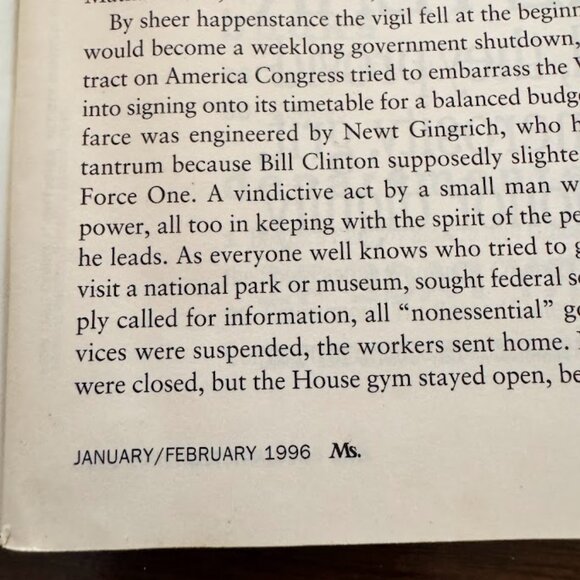 By sheer happenstance the vigil fell at the beginn
would become a weeklong government shutdown,
tract on America Congress tried to embarrass the
into signing onto its timetable for a balanced budg
farce was engineered by Newt Gingrich, who h
tantrum because Bill Clinton supposedly slighte
Force One. A vindictive act by a small man w
power, all too in keeping with the spirit of the pe
he leads. As everyone well knows who tried to g
visit a national park or museum, sought federal se
ply called for information, all “nonessential” go
vices were suspended, the workers sent home.
were closed, but the House gym stayed open, be
JANUARY/FEBRUARY 1996 Ms.